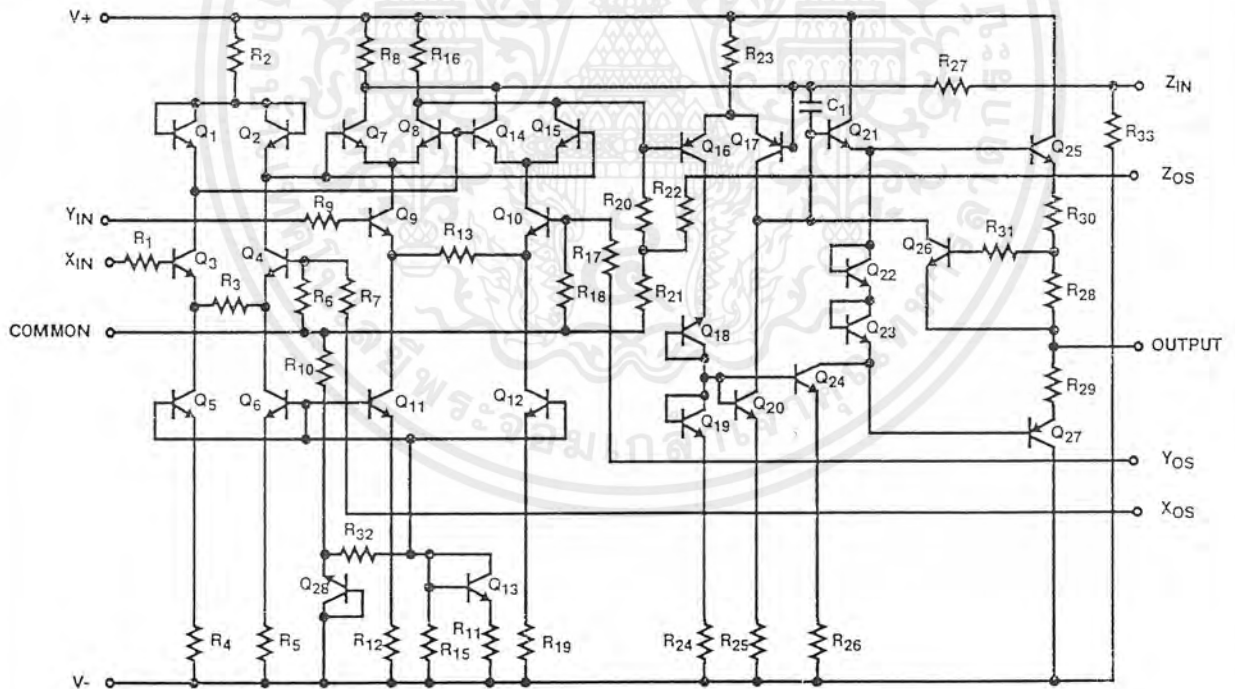 V+
R2
R8
R16
R23
R27
ZIN
C1
R33
Q1
Q2
Q7
Q8
Q14
Q15
Q16
Q17
Q21
Q25
ZOS
R20
R22
R30
YIN
R9
Q9
Q10
R13
R17
Q26
R31
XIN
R1
Q3
Q4
R3
R6
R7
R18
R21
Q22
R28
COMMON
Q18
Q23
OUTPUT
R10
Q24
R29
Q5
Q6
Q11
Q12
Q19
Q20
Q27
YOS
XOS
R32
Q28
Q13
R4
R5
R12
R15
R11
R19
R24
R25
R26
V-